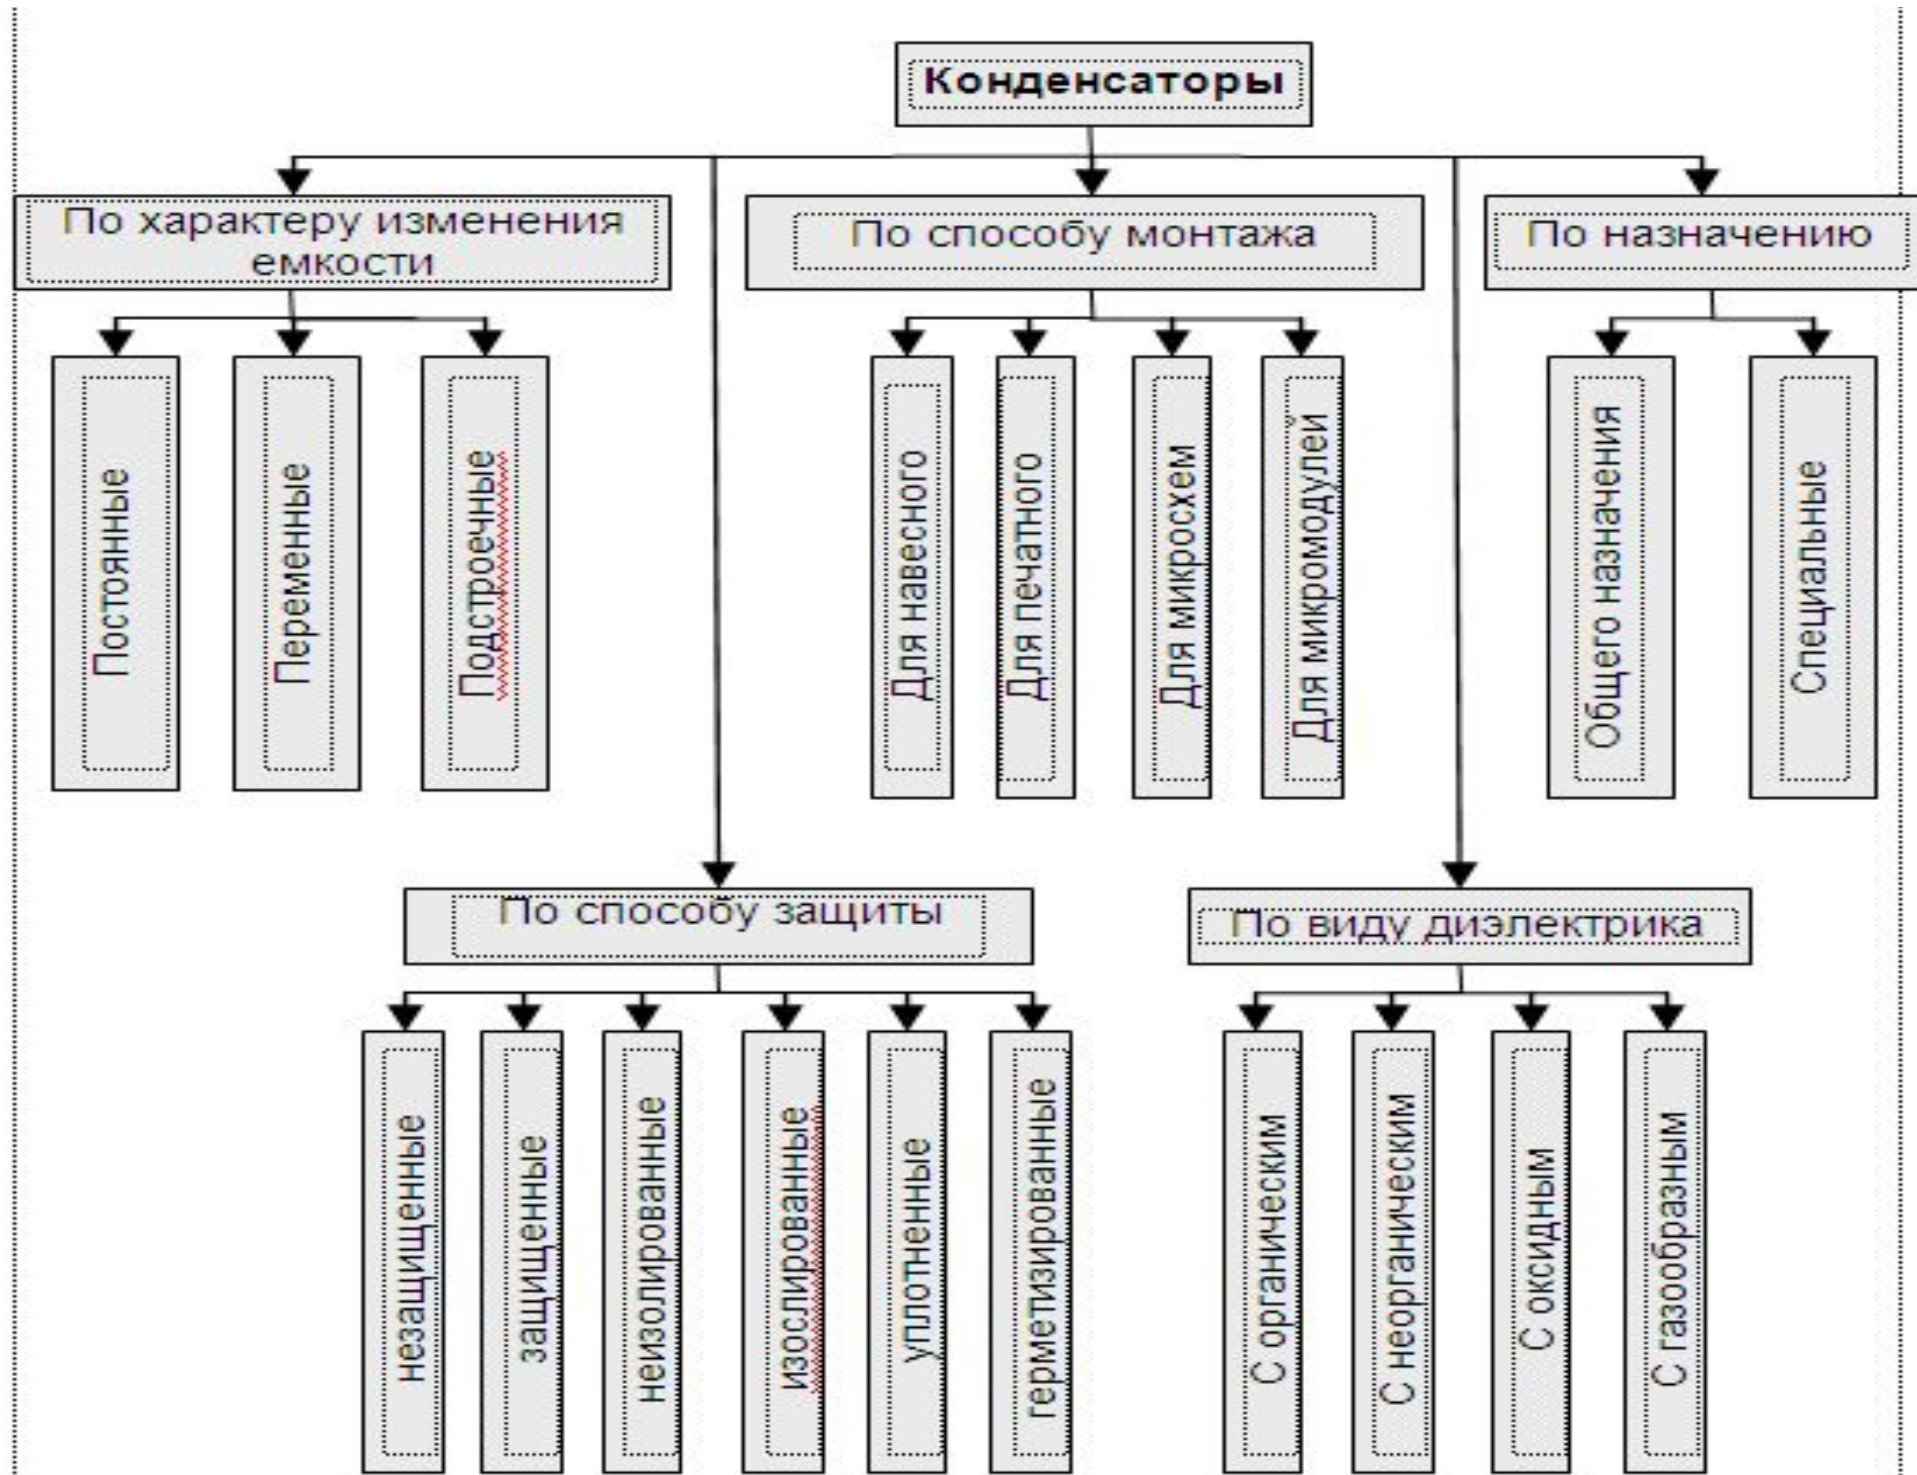 Конденсаторы
По характеру изменения
емкости
По способу монтажа
По назначению
Постоянные
Переменные
Подстроечные
Для навесного
Для печатного
Для микросхем
Для микромодулей
Общего назначения
Специальные
По способу защиты
По виду диэлектрика
незащищенные
защищенные
неизолированные
изослированные
уплотненные
герметизированные
С органическим
С неорганическим
С оксидным
С газообразным